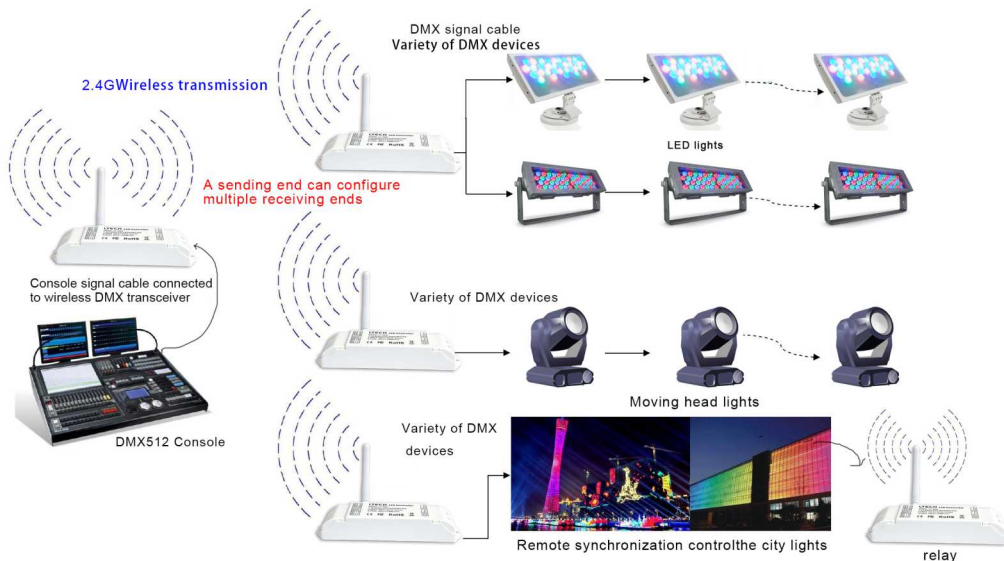 DMX signal cable
Variety of DMX devices
2.4GWireless transmission
LED lights
A sending end can configure
multiple receiving ends
Console signal cable connected
to wireless DMX transceiver
DMX512 Console
Variety of DMX devices
Moving head lights
Variety of DMX
devices
Remote synchronization controlthe city lights
relay